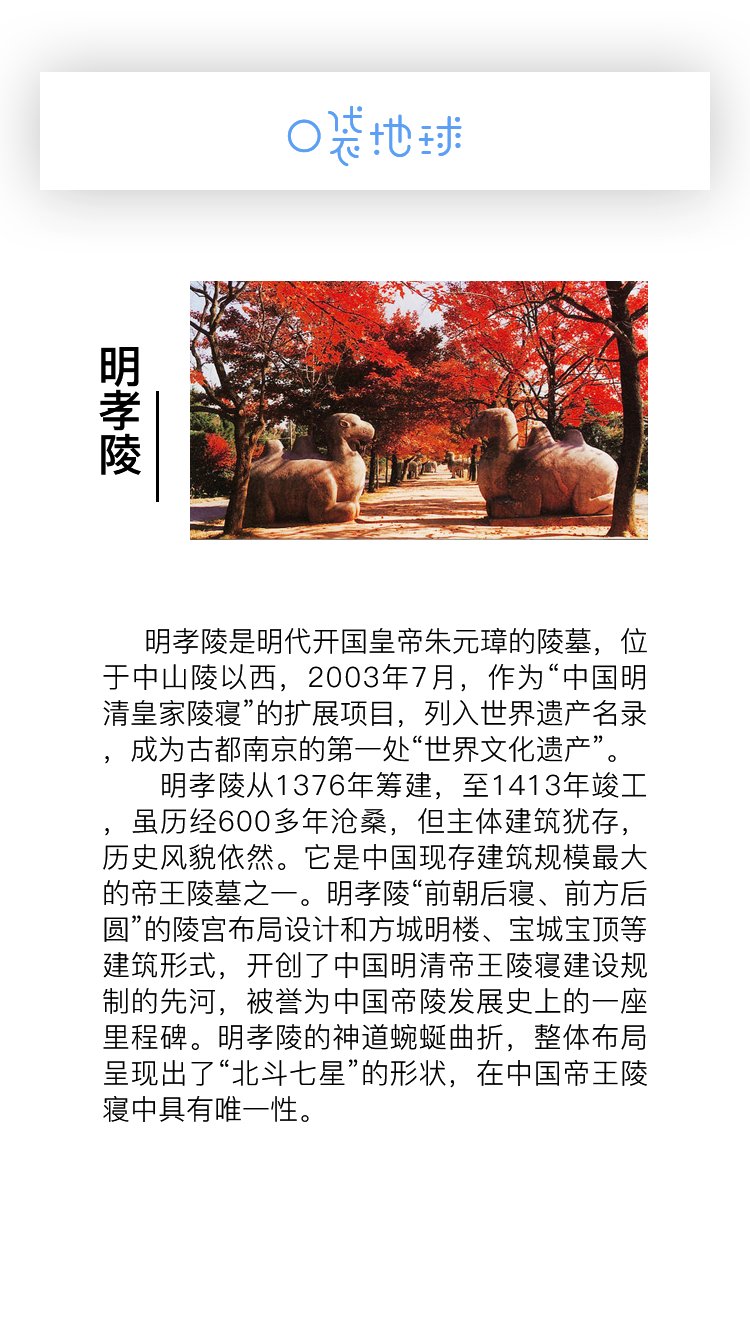 口袋地球
明孝陵
明孝陵是明代开国皇帝朱元璋的陵墓，位
于中山陵以西，2003年7月，作为“中国明
清皇家陵寝”的扩展项目，列入世界遗产名录
，成为古都南京的第一处“世界文化遗产”。
明孝陵从1376年筹建，至1413年竣工
，虽历经600多年沧桑，但主体建筑犹存，
历史风貌依然。它是中国现存建筑规模最大
的帝王陵墓之一。明孝陵“前朝后寝、前方后
圆”的陵宫布局设计和方城明楼、宝城宝顶等
建筑形式，开创了中国明清帝王陵寝建设规
制的先河，被誉为中国帝陵发展史上的一座
里程碑。明孝陵的神道蜿蜒曲折，整体布局
呈现出了“北斗七星”的形状，在中国帝王陵
寝中具有唯一性。